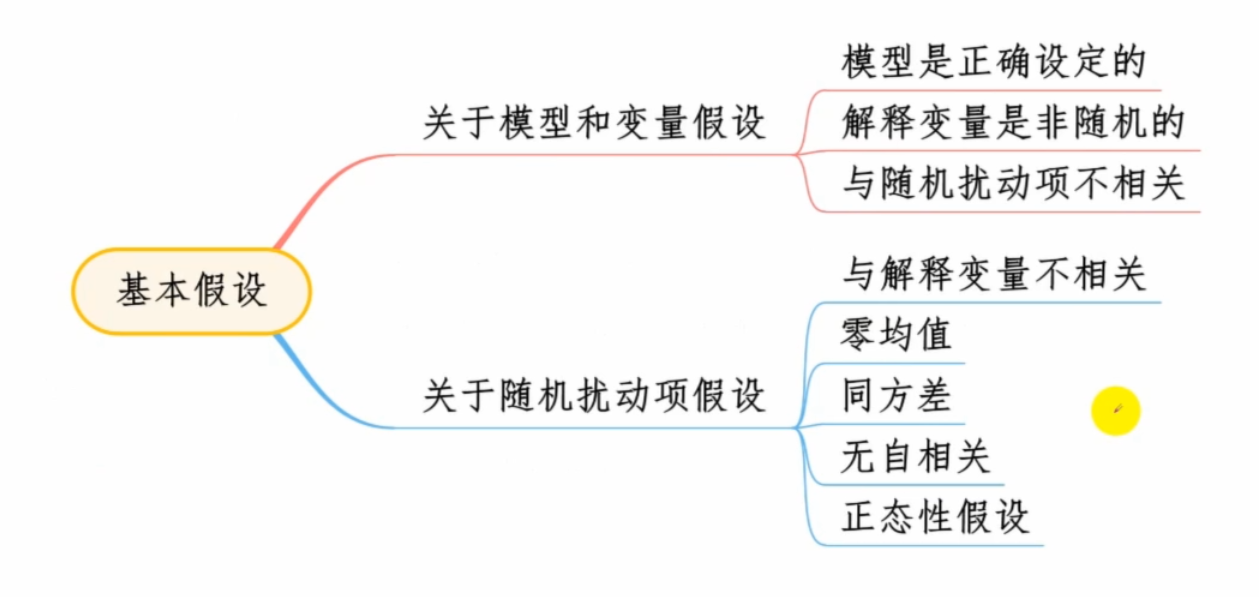 基本假设
关于模型和变量假设
模型是正确设定的
解释变量是非随机的
与随机扰动项不相关
关于随机扰动项假设
与解释变量不相关
零均值
同方差
无自相关
正态性假设